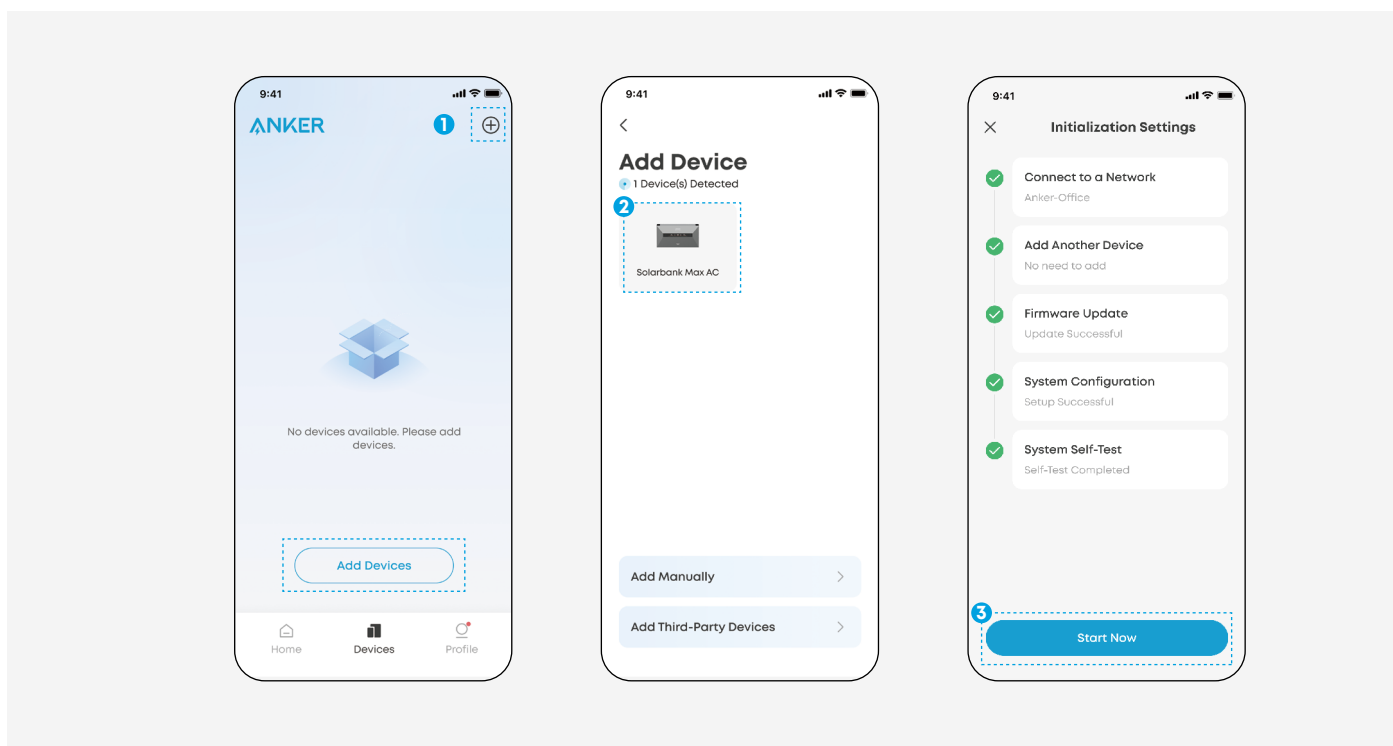 9:41
ANKER
1
No devices available. Please add
devices.
Add Devices
Home
Devices
Profile
9:41
Add Device
1 Device(s) Detected
2
Solarbank Max AC
Add Manually
Add Third-Party Devices
9:41
Initialization Settings
Connect to a Network
Anker-Office
Add Another Device
No need to add
Firmware Update
Update Successful
System Configuration
Setup Successful
System Self-Test
Self-Test Completed
3
Start Now